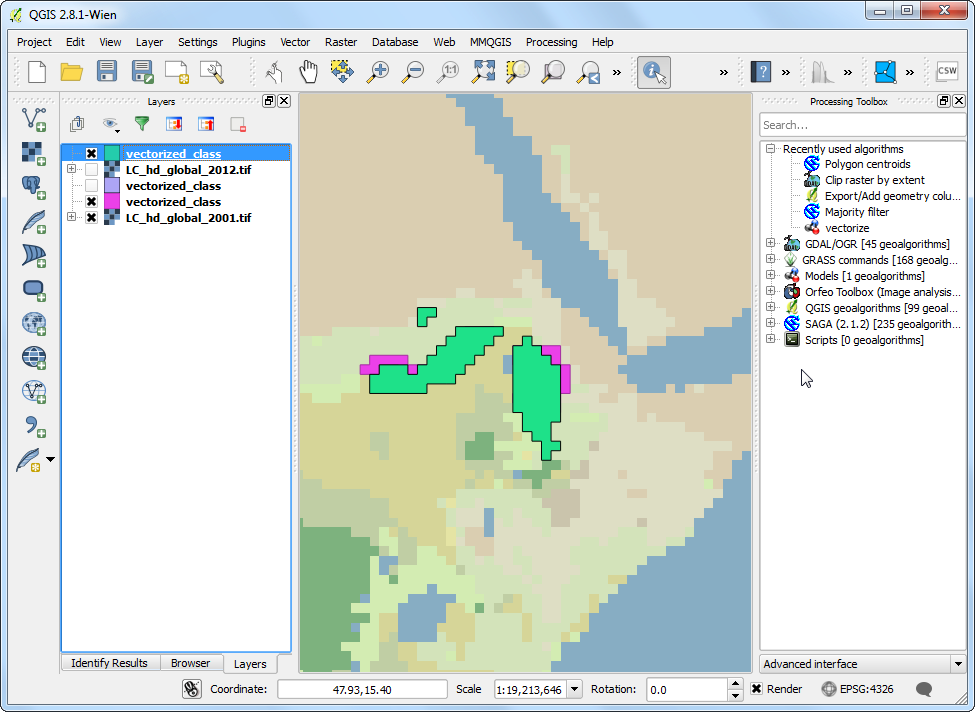 QGIS 2.8.1-Wien
Project Edit View Layer Settings Plugins Vector Raster Database Web MMQGIS Processing Help
1:1 » » ? » » » CSW
Layers
Processing Toolbox
Search...
vectorized_class
LC_hd_global_2012.tif
vectorized_class
vectorized_class
LC_hd_global_2001.tif
Recently used algorithms
Polygon centroids
Clip raster by extent
Export/Add geometry colu...
Majority filter
vectorize
GDAL/OGR [45 geoalgorithms]
GRASS commands [168 geoalg...
Models [1 geoalgorithms]
Orfeo Toolbox (Image analysis...
QGIS geoalgorithms [99 geoal...
SAGA (2.1.2) [235 geoalgorith...
Scripts [0 geoalgorithms]
Identify Results Browser Layers
Advanced interface
Coordinate: 47.93,15.40 Scale 1:19,213,646 Rotation: 0.0 Render EPSG:4326